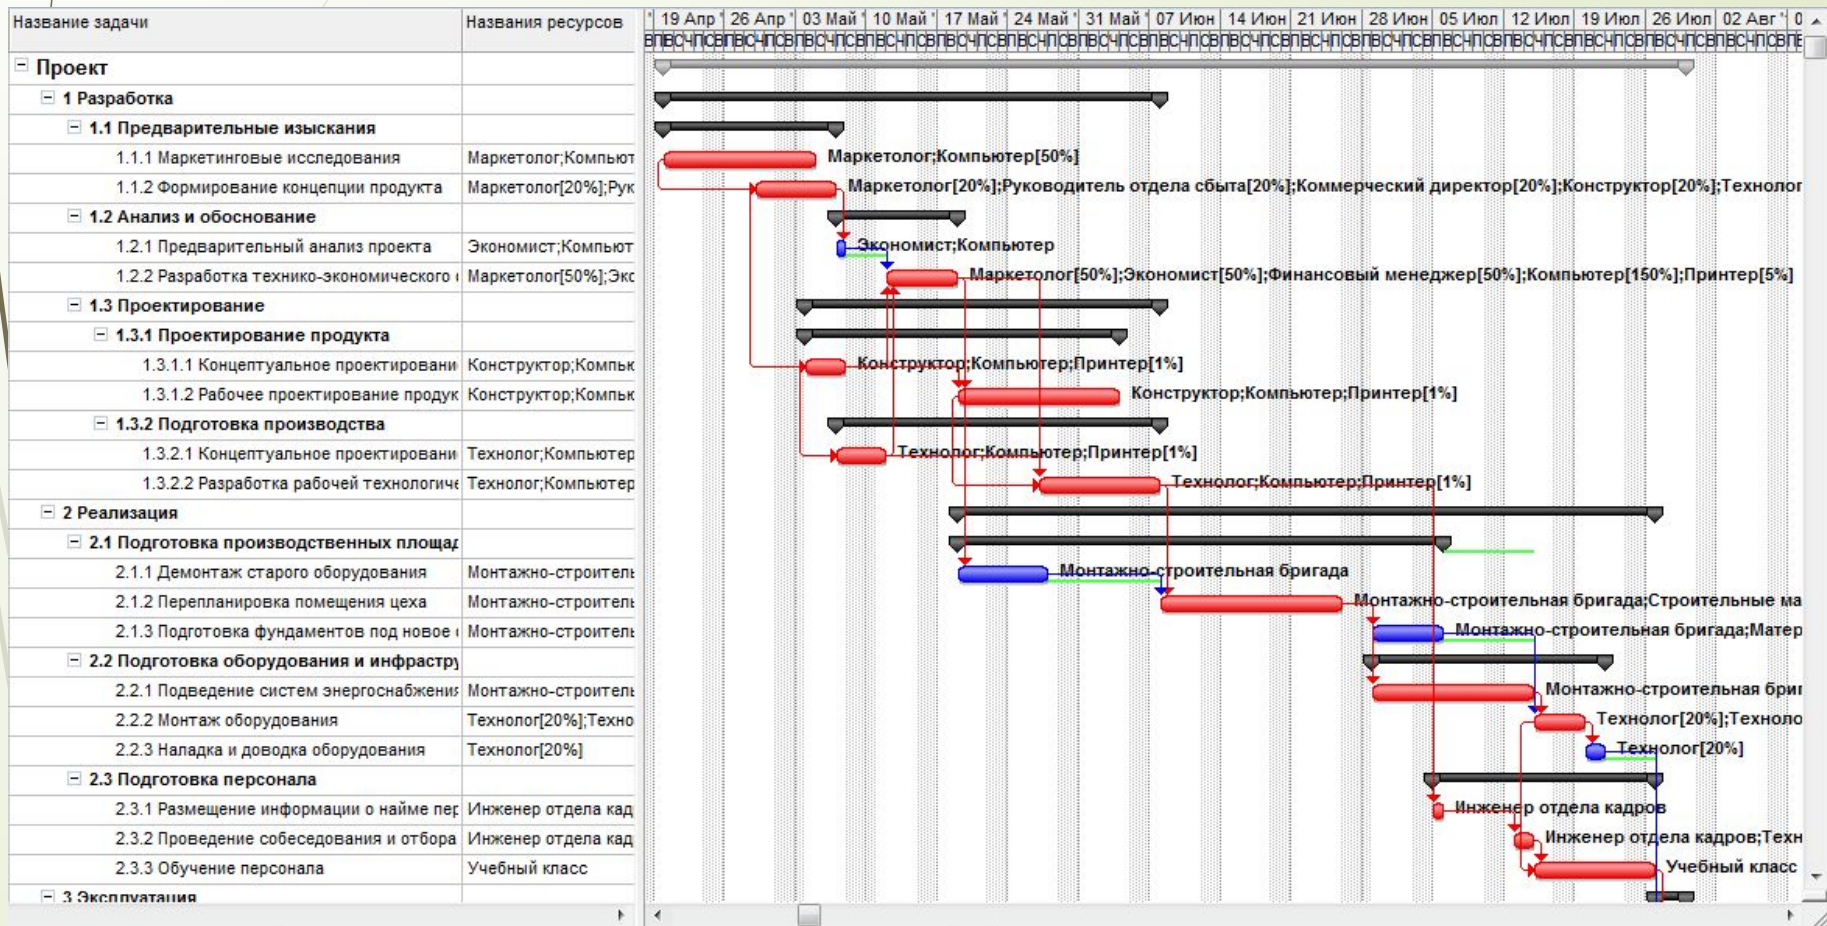 Название задачи Названия ресурсов ' 19 Апр ' 26 Апр ' 03 Май ' 10 Май ' 17 Май ' 24 Май ' 31 Май ' 07 Июн 14 Июн 21 Июн 28 Июн 05 Июл 12 Июл 19 Июл 26 Июл 02 Авг '
Проект
1 Разработка
1.1 Предварительные изыскания
1.1.1 Маркетинговые исследования Маркетолог;Компьют Маркетолог;Компьютер[50%]
1.1.2 Формирование концепции продукта Маркетолог[20%];Рук Маркетолог[20%];Руководитель отдела сбыта[20%];Коммерческий директор[20%];Конструктор[20%];Технолог
1.2 Анализ и обоснование
1.2.1 Предварительный анализ проекта Экономист;Компьют Экономист;Компьютер
1.2.2 Разработка технико-экономического Маркетолог[50%];Экс Маркетолог[50%];Экономист[50%];Финансовый менеджер[50%];Компьютер[150%];Принтер[5%]
1.3 Проектирование
1.3.1 Проектирование продукта
1.3.1.1 Концептуальное проектировани Конструктор;Компьк Конструктор;Компьютер;Принтер[1%]
1.3.1.2 Рабочее проектирование продук Конструктор;Компьк Конструктор;Компьютер;Принтер[1%]
1.3.2 Подготовка производства
1.3.2.1 Концептуальное проектировани Технолог;Компьютер Технолог;Компьютер;Принтер[1%]
1.3.2.2 Разработка рабочей технологиче Технолог;Компьютер Технолог;Компьютер;Принтер[1%]
2 Реализация
2.1 Подготовка производственных площад
2.1.1 Демонтаж старого оборудования Монтажно-строитель Монтажно-строительная бригада
2.1.2 Перепланировка помещения цеха Монтажно-строитель Монтажно-строительная бригада;Строительные ма
2.1.3 Подготовка фундаментов под новое Монтажно-строитель Монтажно-строительная бригада;Матер
2.2 Подготовка оборудования и инфрастру
2.2.1 Подведение систем энергоснабжения Монтажно-строитель Монтажно-строительная бриг
2.2.2 Монтаж оборудования Технолог[20%];Техно Технолог[20%];Техноло
2.2.3 Наладка и доводка оборудования Технолог[20%] Технолог[20%]
2.3 Подготовка персонала
2.3.1 Размещение информации о найме пер Инженер отдела кад Инженер отдела кадров
2.3.2 Проведение собеседования и отбора Инженер отдела кад Инженер отдела кадров;Техн
2.3.3 Обучение персонала Учебный класс Учебный класс
3 Эксплуатация